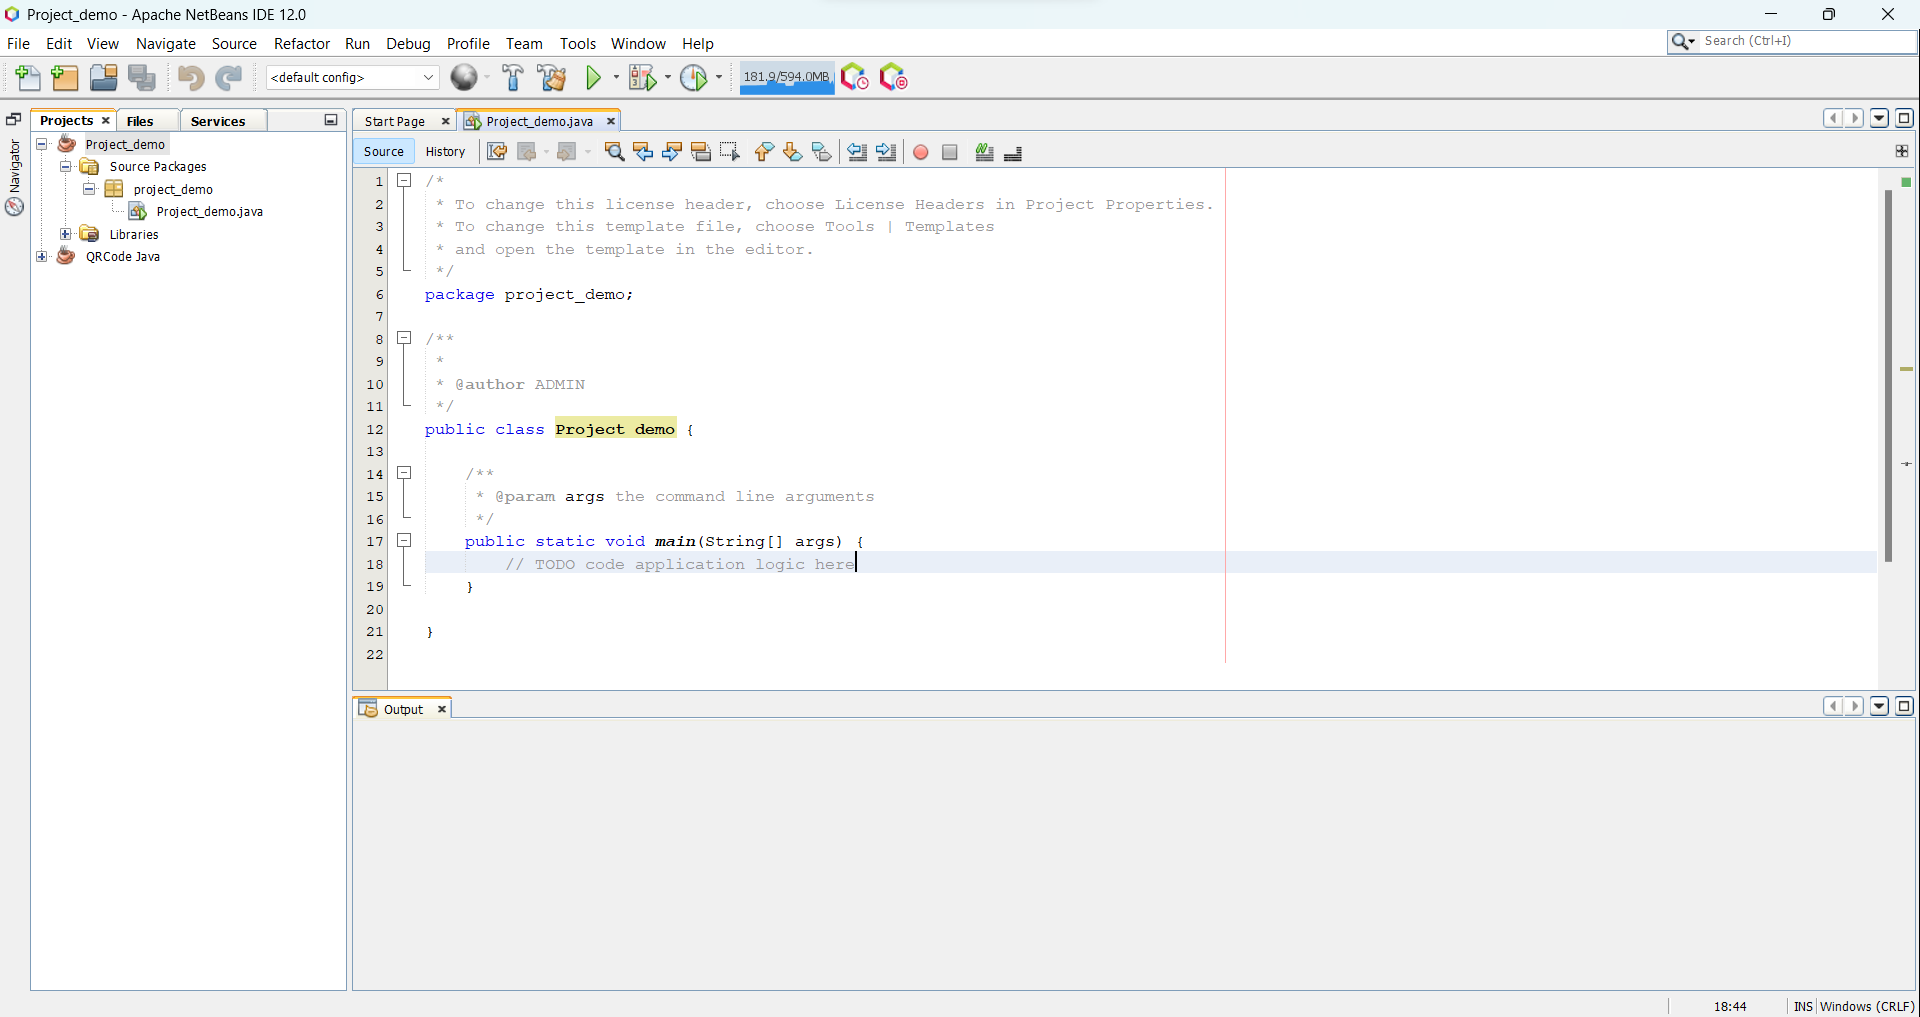 Project_demo - Apache NetBeans IDE 12.0
File Edit View Navigate Source Refactor Run Debug Profile Team Tools Window Help
Search (Ctrl+I)
<default config>
181.9/594.0MB
Projects Files Services
Navigator
Project_demo
Source Packages
project_demo
Project_demo.java
Libraries
QRCode Java
Start Page Project_demo.java
Source History
1 /*
2 * To change this license header, choose License Headers in Project Properties.
3 * To change this template file, choose Tools | Templates
4 * and open the template in the editor.
5 */
6 package project_demo;
7
8 /**
9 *
10 * @author ADMIN
11 */
12 public class Project_demo {
13
14 /**
15 * @param args the command line arguments
16 */
17 public static void main(String[] args) {
18 // TODO code application logic here
19 }
20
21 }
22
Output
18:44 INS Windows (CRLF)